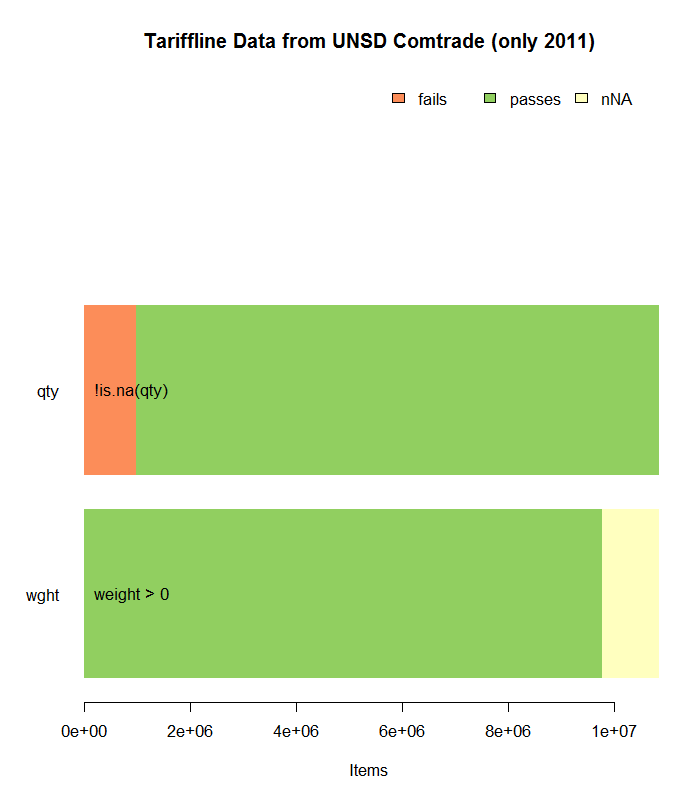 Tariffline Data from UNSD Comtrade (only 2011)
fails passes nNA
qty !is.na(qty)
wght weight > 0
0e+00 2e+06 4e+06 6e+06 8e+06 1e+07
Items